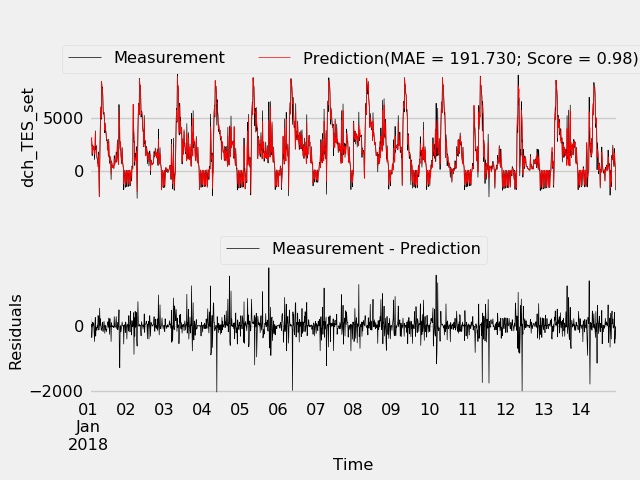 Measurement Prediction(MAE = 191.730; Score = 0.98)
dch_TES_set
5000
0
Measurement - Prediction
Residuals
0
−2000
01 02 03 04 05 06 07 08 09 10 11 12 13 14
Jan
2018
Time